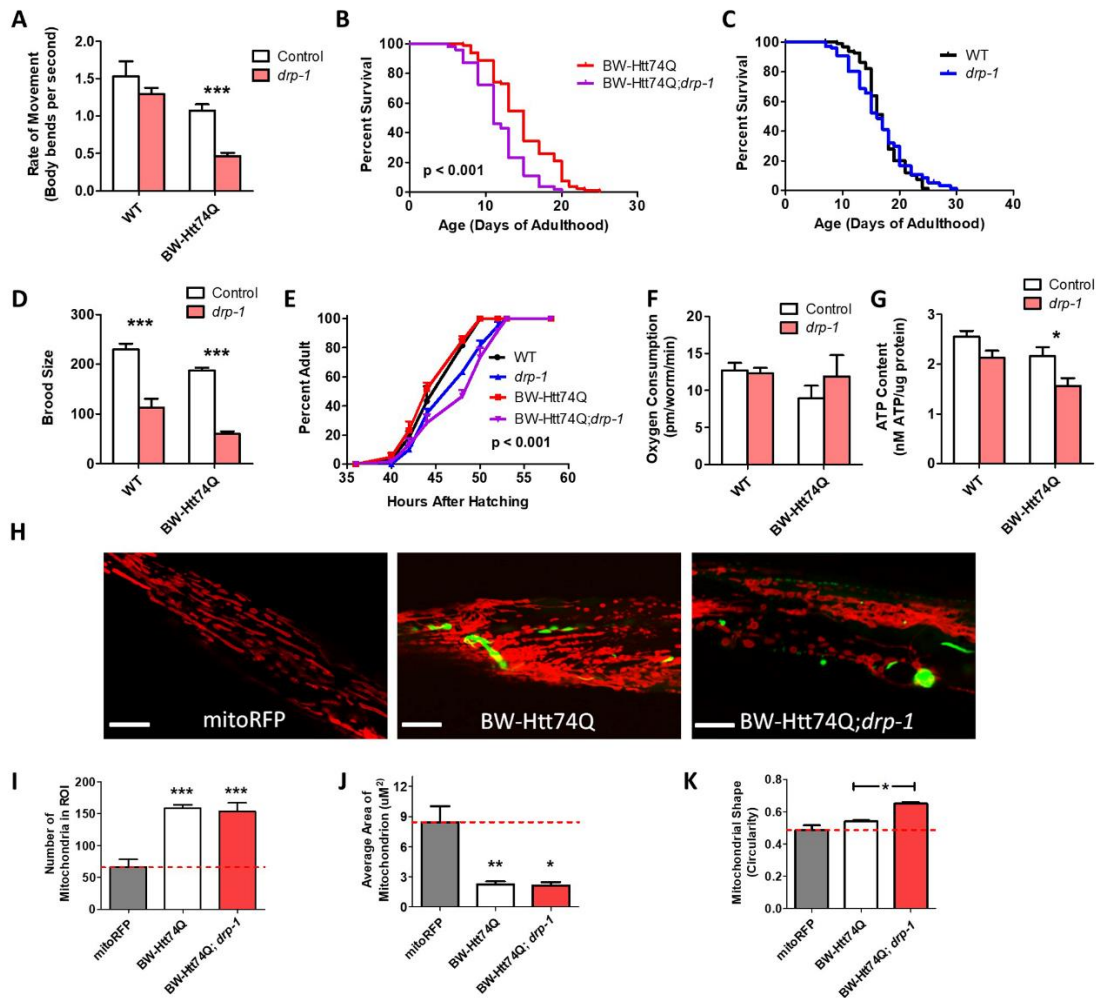 A
Rate of Movement
(Body bends per second)
2.0
1.5
1.0
0.5
0.0
***
WT
BW-Htt74Q
Control
drp-1
B
Percent Survival
100
80
60
40
20
0
p < 0.001
BW-Htt74Q
BW-Htt74Q;drp-1
0 10 20 30
Age (Days of Adulthood)
C
Percent Survival
100
80
60
40
20
0
WT
drp-1
0 10 20 30 40
Age (Days of Adulthood)
D
Brood Size
300
200
100
0
***
***
WT
BW-Htt74Q
Control
drp-1
E
Percent Adult
100
80
60
40
20
0
WT
drp-1
BW-Htt74Q
BW-Htt74Q;drp-1
p < 0.001
35 40 45 50 55 60
Hours After Hatching
F
Oxygen Consumption
(pm/worm/min)
20
15
10
5
0
WT
BW-Htt74Q
Control
drp-1
G
ATP Content
(nM ATP/ug protein)
3
2
1
0
*
WT
BW-Htt74Q
Control
drp-1
H
mitoRFP
BW-Htt74Q
BW-Htt74Q;drp-1
I
Number of
Mitochondria in ROI
200
150
100
50
0
***
***
mitoRFP
BW-Htt74Q
BW-Htt74Q; drp-1
J
Average Area of
Mitochondrion (uM²)
12
9
6
3
0
**
*
mitoRFP
BW-Htt74Q
BW-Htt74Q; drp-1
K
Mitochondrial Shape
(Circularity)
0.8
0.6
0.4
0.2
0.0
*
mitoRFP
BW-Htt74Q
BW-Htt74Q; drp-1